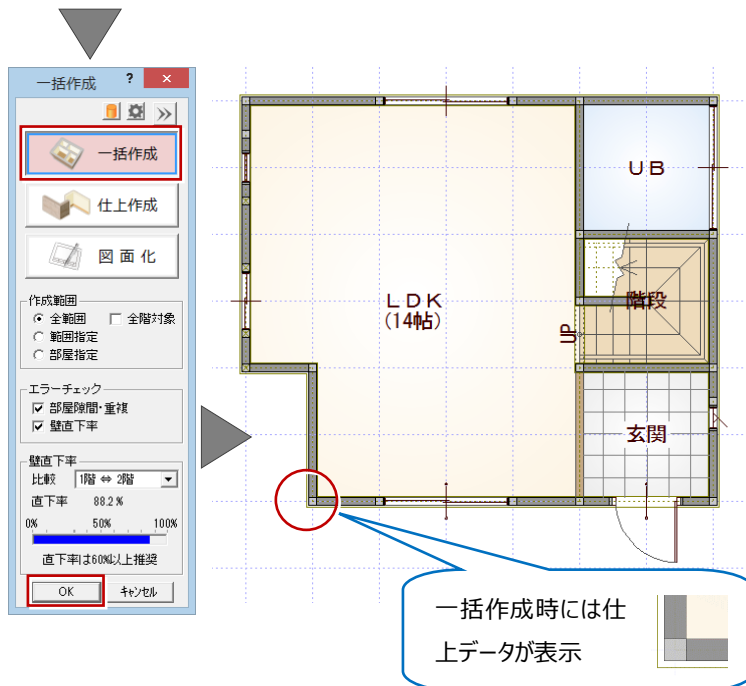 一括作成 ? ×
一括作成
仕上作成
図面化
作成範囲
全範囲 全階対象
範囲指定
部屋指定
エラーチェック
部屋隙間・重複
壁直下率
壁直下率
比較 1階 ⇔ 2階
直下率 88.2 %
0% 50% 100%
直下率は60%以上推奨
OK キャンセル
UB
LDK
(14帖)
階段
UP
玄関
一括作成時には仕
上データが表示